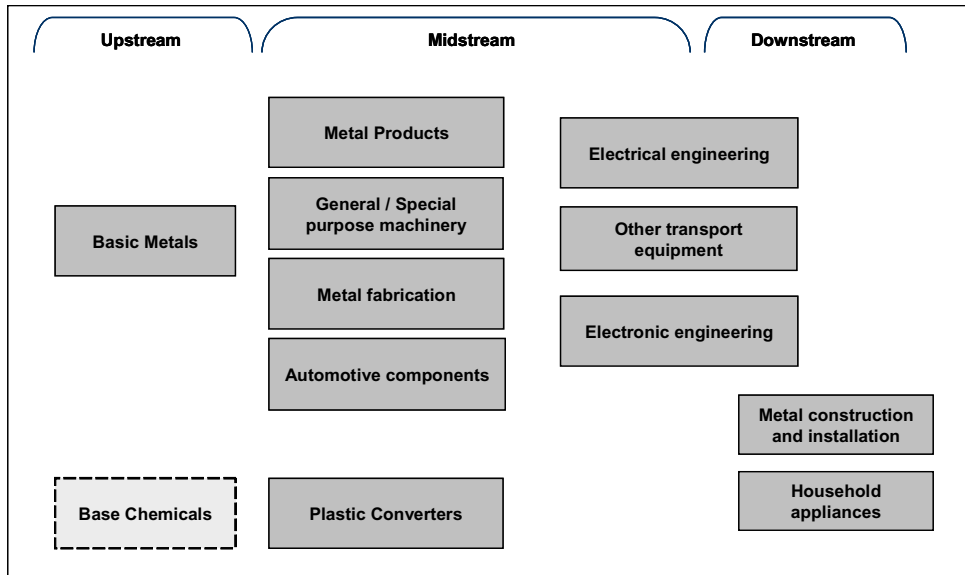 Upstream
Midstream
Downstream
Metal Products
Electrical engineering
General / Special
purpose machinery
Basic Metals
Other transport
equipment
Metal fabrication
Electronic engineering
Automotive components
Metal construction
and installation
Base Chemicals
Plastic Converters
Household
appliances